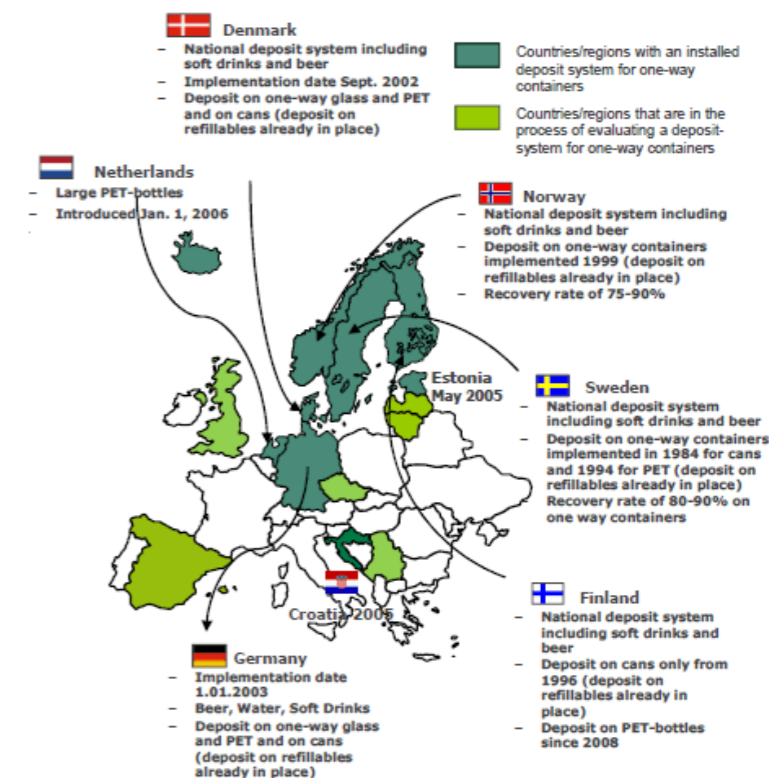 Denmark
– National deposit system including
soft drinks and beer
– Implementation date Sept. 2002
– Deposit on one-way glass and PET
and on cans (deposit on
refillables already in place)
Countries/regions with an installed
deposit system for one-way
containers
Countries/regions that are in the
process of evaluating a deposit-
system for one-way containers
Netherlands
– Large PET-bottles
– Introduced Jan. 1, 2006
Norway
– National deposit system including
soft drinks and beer
– Deposit on one-way containers
implemented 1999 (deposit on
refillables already in place)
– Recovery rate of 75-90%
Estonia
May 2005
Sweden
– National deposit system
including soft drinks and beer
– Deposit on one-way containers
implemented in 1984 for cans
and 1994 for PET (deposit on
refillables already in place)
Recovery rate of 80-90% on
one way containers
Croatia 2005
Finland
– National deposit system
including soft drinks and
beer
– Deposit on cans only from
1996 (deposit on
refillables already in
place)
– Deposit on PET-bottles
since 2008
Germany
– Implementation date
1.01.2003
– Beer, Water, Soft Drinks
– Deposit on one-way glass
and PET and on cans
(deposit on refillables
already in place)